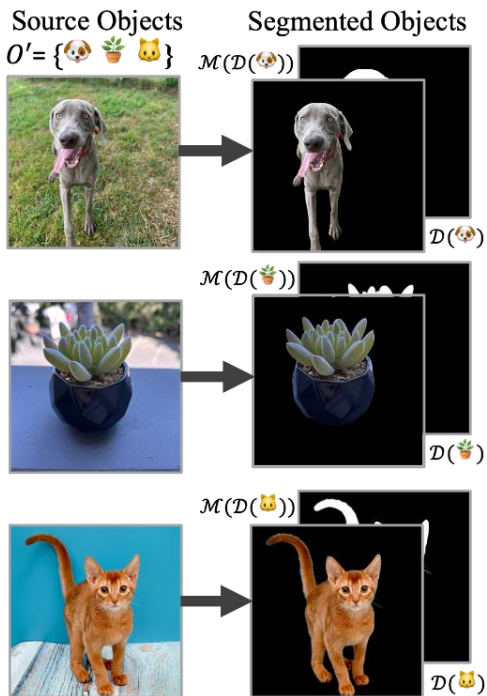 Source Objects Segmented Objects
O′= {🐶 🪴 🐱}
ℳ(𝒟(🐶))
𝒟(🐶)
ℳ(𝒟(🪴))
𝒟(🪴)
ℳ(𝒟(🐱))
𝒟(🐱)